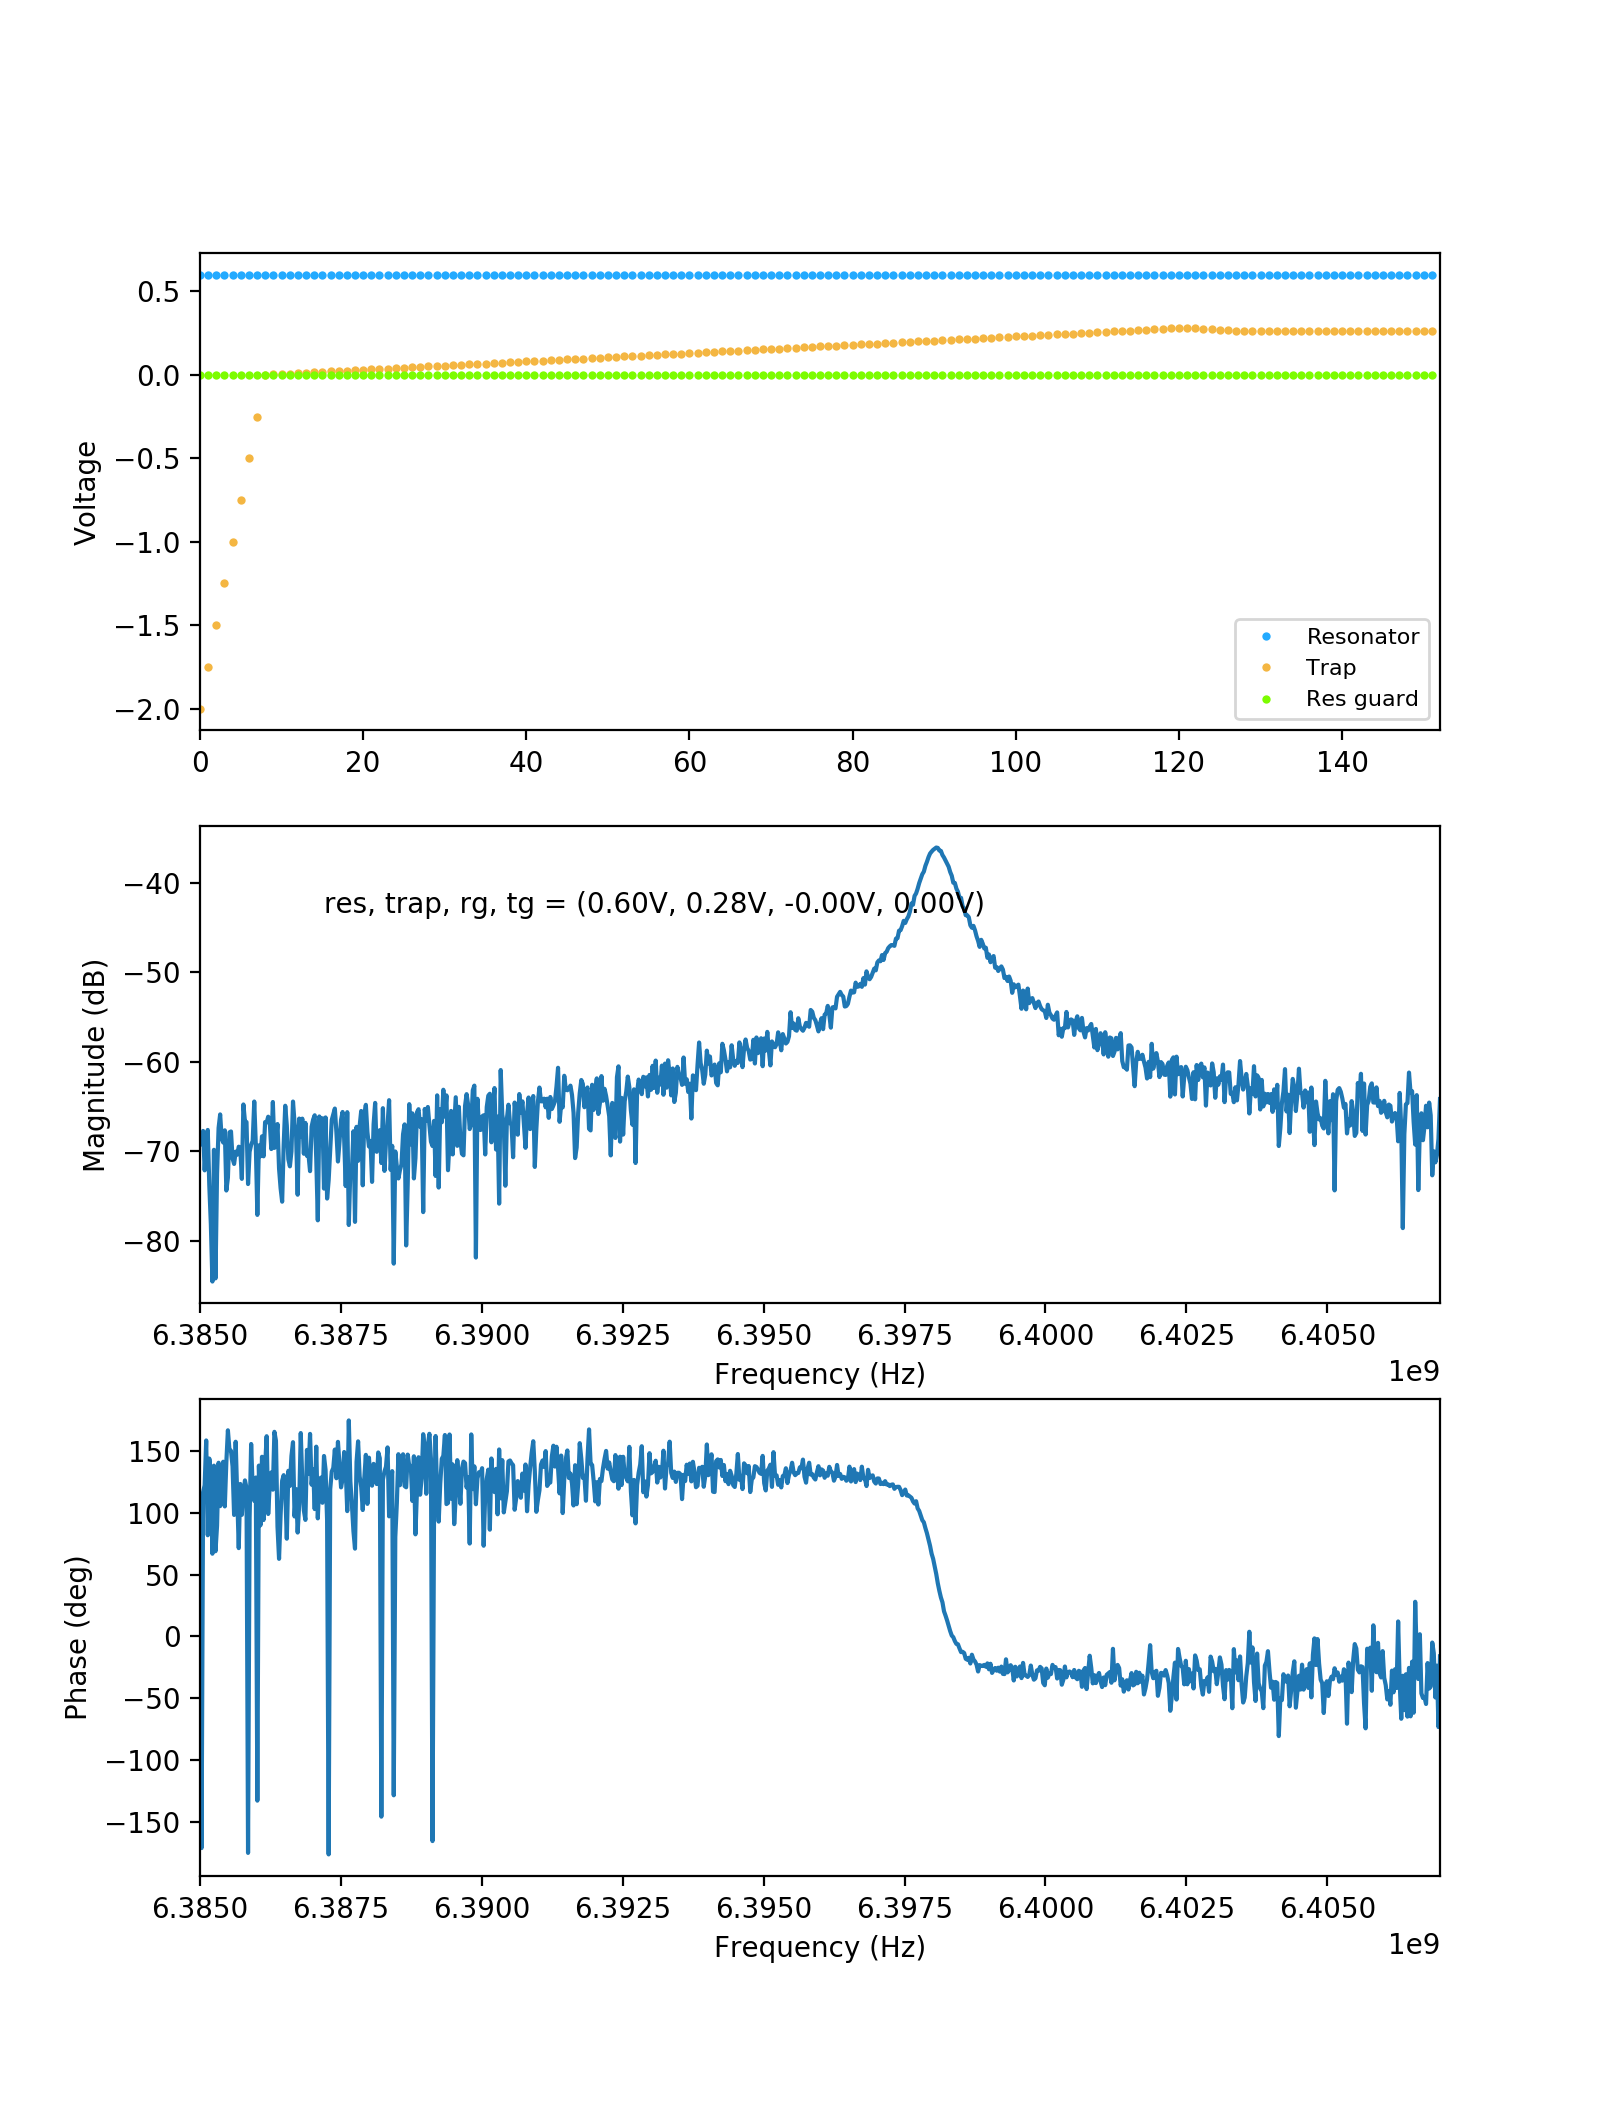 0.5
0.0
−0.5
−1.0
−1.5
−2.0
Voltage
Resonator
Trap
Res guard
0 20 40 60 80 100 120 140
−40
−50
−60
−70
−80
Magnitude (dB)
res, trap, rg, tg = (0.60V, 0.28V, -0.00V, 0.00V)
6.3850 6.3875 6.3900 6.3925 6.3950 6.3975 6.4000 6.4025 6.4050
1e9
Frequency (Hz)
150
100
50
0
−50
−100
−150
Phase (deg)
6.3850 6.3875 6.3900 6.3925 6.3950 6.3975 6.4000 6.4025 6.4050
1e9
Frequency (Hz)